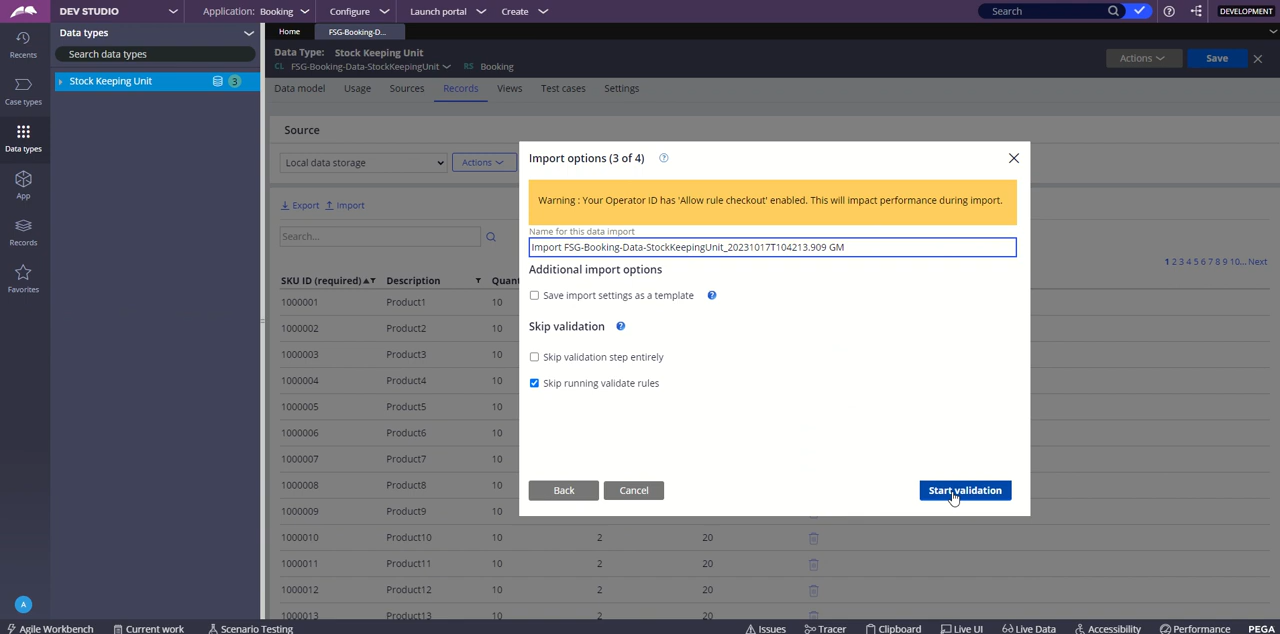 DEV STUDIO Application: Booking Configure Launch portal Create Search DEVELOPMENT
Recents
Case types
Data types
App
Records
Favorites
A
Data types
Search data types
Stock Keeping Unit 3
Home FSG-Booking-D...
Data Type: Stock Keeping Unit
CL FSG-Booking-Data-StockKeepingUnit RS Booking
Actions Save
Data model Usage Sources Records Views Test cases Settings
Source
Local data storage Actions
Export Import
Search...
1 2 3 4 5 6 7 8 9 10... Next
SKU ID (required) Description
1000001 Product1 10
1000002 Product2 10
1000003 Product3 10
1000004 Product4 10
1000005 Product5 10
1000006 Product6 10
1000007 Product7 10
1000008 Product8 10
1000009 Product9 10
1000010 Product10 10 2 20
1000011 Product11 10 2 20
1000012 Product12 10 2 20
1000013 Product13 10 2 20
Import options (3 of 4)
Warning : Your Operator ID has 'Allow rule checkout' enabled. This will impact performance during import.
Name for this data import
Import FSG-Booking-Data-StockKeepingUnit_20231017T104213.909 GM
Additional import options
Save import settings as a template
Skip validation
Skip validation step entirely
Skip running validate rules
Back Cancel Start validation
Agile Workbench Current work Scenario Testing Issues Tracer Clipboard Live UI Live Data Accessibility Performance PEGA